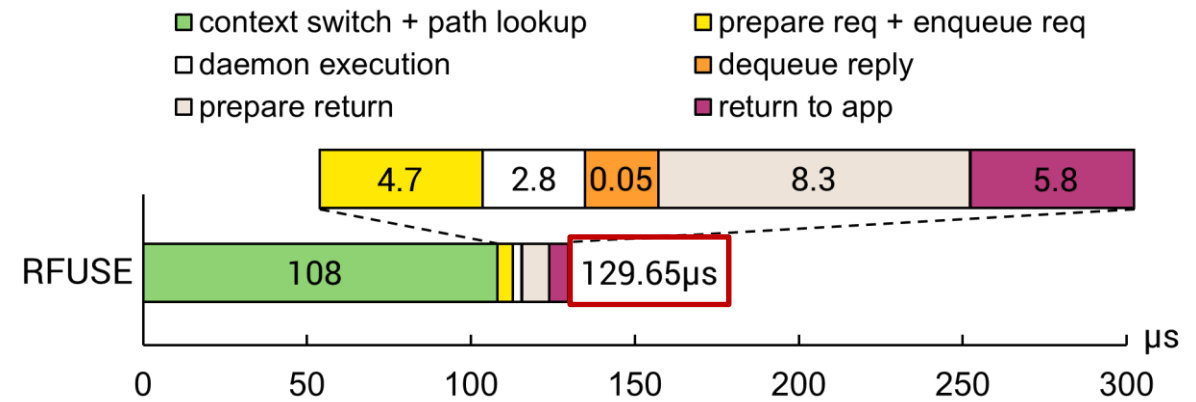 context switch + path lookup
prepare req + enqueue req
daemon execution
dequeue reply
prepare return
return to app
4.7 2.8 0.05 8.3 5.8
RFUSE 108 129.65μs
μs
0 50 100 150 200 250 300